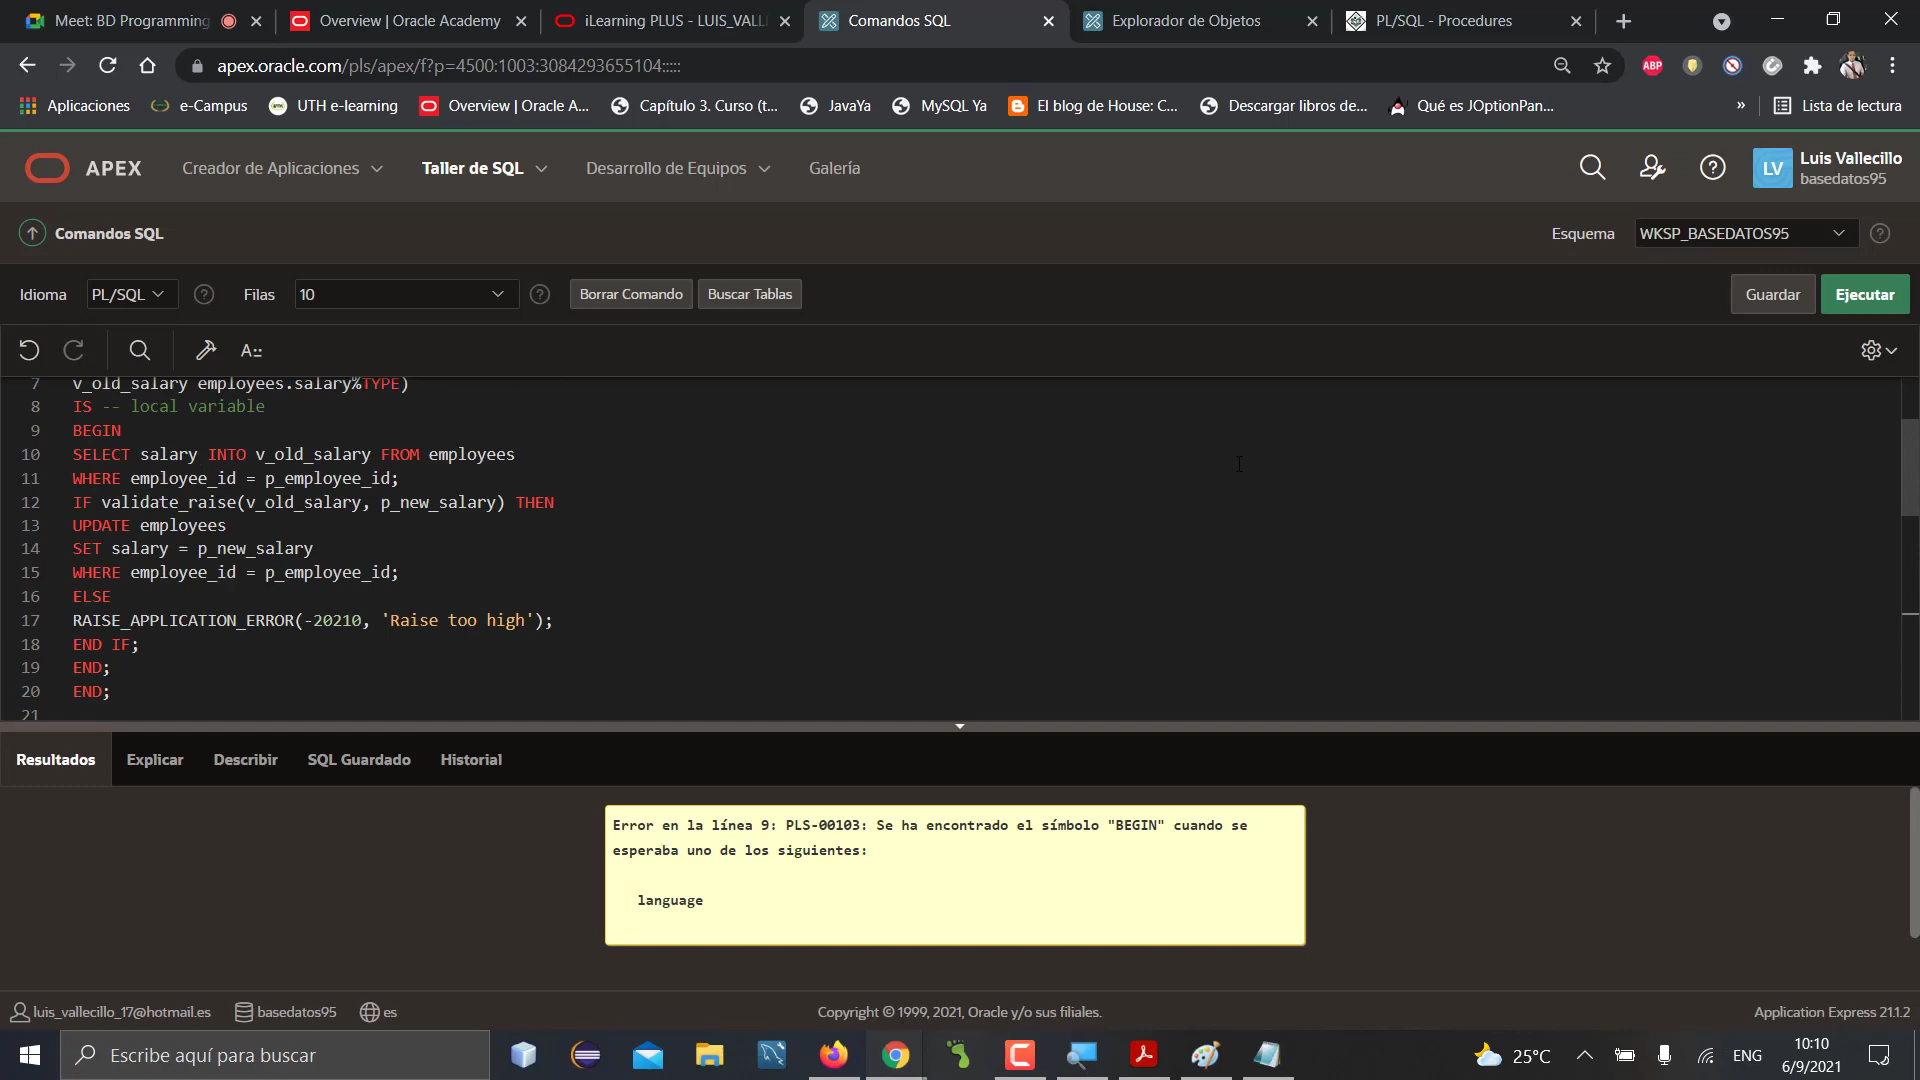 Meet: BD Programming
Overview | Oracle Academy
iLearning PLUS - LUIS_VALL
Comandos SQL
Explorador de Objetos
PL/SQL - Procedures
apex.oracle.com/pls/apex/f?p=4500:1003:3084293655104:::::
ABP
Aplicaciones
e-Campus
UTH e-learning
Overview | Oracle A...
Capítulo 3. Curso (t...
JavaYa
MySQL Ya
El blog de House: C...
Descargar libros de...
Qué es JOptionPan...
»
Lista de lectura
APEX
Creador de Aplicaciones
Taller de SQL
Desarrollo de Equipos
Galería
LV
Luis Vallecillo
basedatos95
Comandos SQL
Esquema
WKSP_BASEDATOS95
Idioma
PL/SQL
Filas
10
Borrar Comando
Buscar Tablas
Guardar
Ejecutar
A::
7 v_old_salary employees.salary%TYPE)
8 IS -- local variable
9 BEGIN
10 SELECT salary INTO v_old_salary FROM employees
11 WHERE employee_id = p_employee_id;
12 IF validate_raise(v_old_salary, p_new_salary) THEN
13 UPDATE employees
14 SET salary = p_new_salary
15 WHERE employee_id = p_employee_id;
16 ELSE
17 RAISE_APPLICATION_ERROR(-20210, 'Raise too high');
18 END IF;
19 END;
20 END;
21
Resultados
Explicar
Describir
SQL Guardado
Historial
Error en la línea 9: PLS-00103: Se ha encontrado el símbolo "BEGIN" cuando se
esperaba uno de los siguientes:
language
luis_vallecillo_17@hotmail.es
basedatos95
es
Copyright © 1999, 2021, Oracle y/o sus filiales.
Application Express 21.1.2
Escribe aquí para buscar
25°C
ENG
10:10
6/9/2021